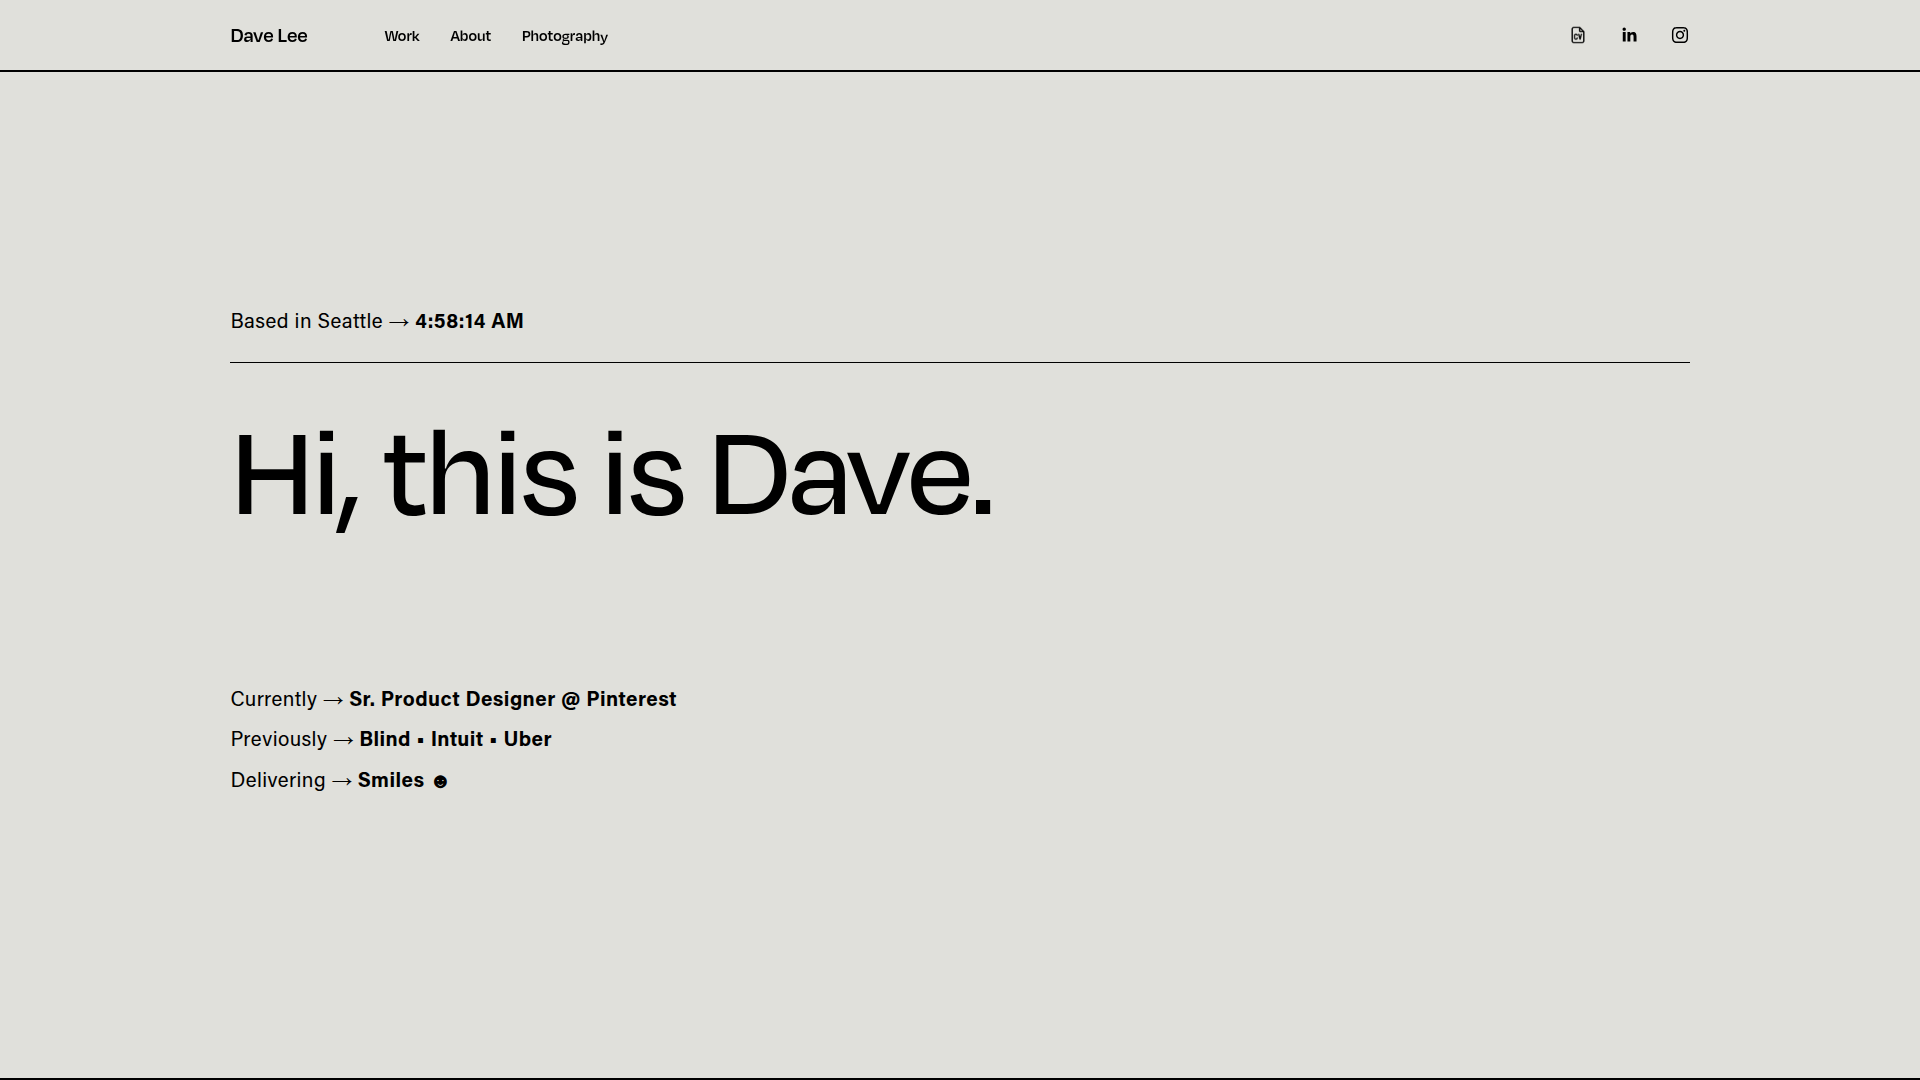 Dave Lee Work About Photography CV in
Based in Seattle → 4:58:14 AM
Hi, this is Dave.
Currently → Sr. Product Designer @ Pinterest
Previously → Blind ▪ Intuit ▪ Uber
Delivering → Smiles ☻